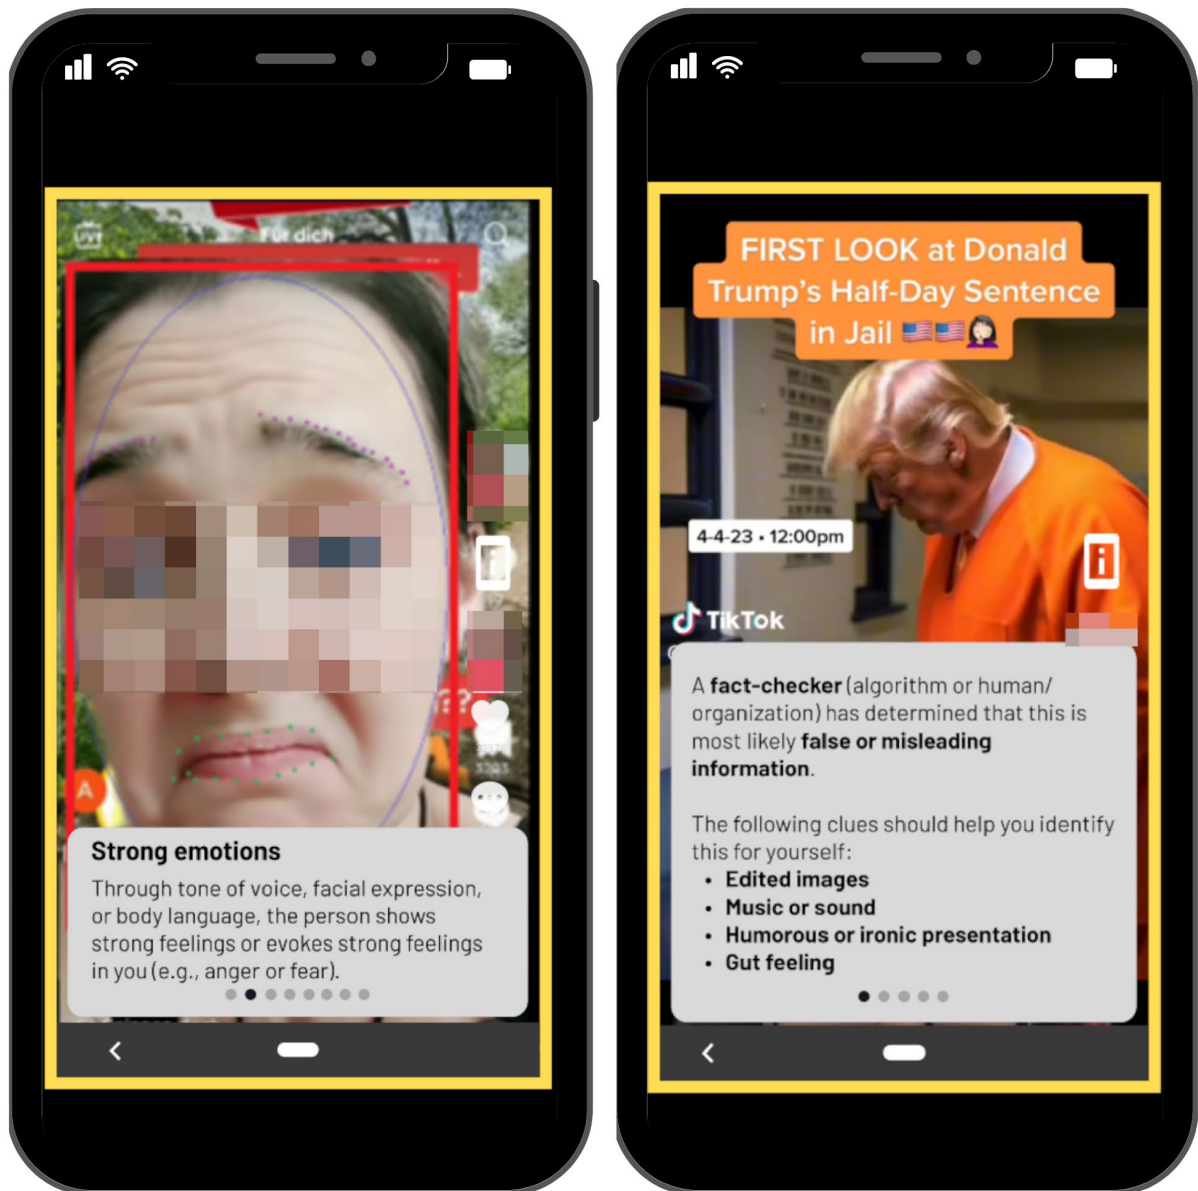 LIVE
Für dich
??
A
Strong emotions
Through tone of voice, facial expression,
or body language, the person shows
strong feelings or evokes strong feelings
in you (e.g., anger or fear).
FIRST LOOK at Donald
Trump's Half-Day Sentence
in Jail 🇺🇸🇺🇸🤦🏻‍♀️
4-4-23 • 12:00pm
i
TikTok
A fact-checker (algorithm or human/
organization) has determined that this is
most likely false or misleading
information.
The following clues should help you identify
this for yourself:
• Edited images
• Music or sound
• Humorous or ironic presentation
• Gut feeling